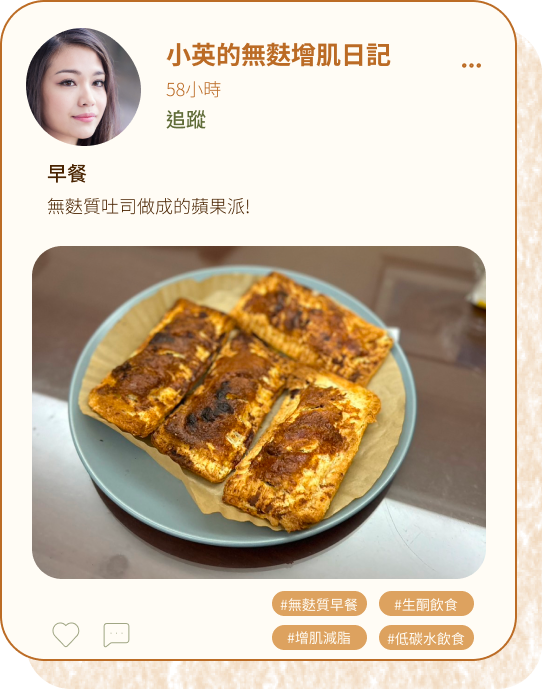 小英的無麩增肌日記
58小時
追蹤
早餐
無麩質吐司做成的蘋果派!
#無麩質早餐
#生酮飲食
#增肌減脂
#低碳水飲食